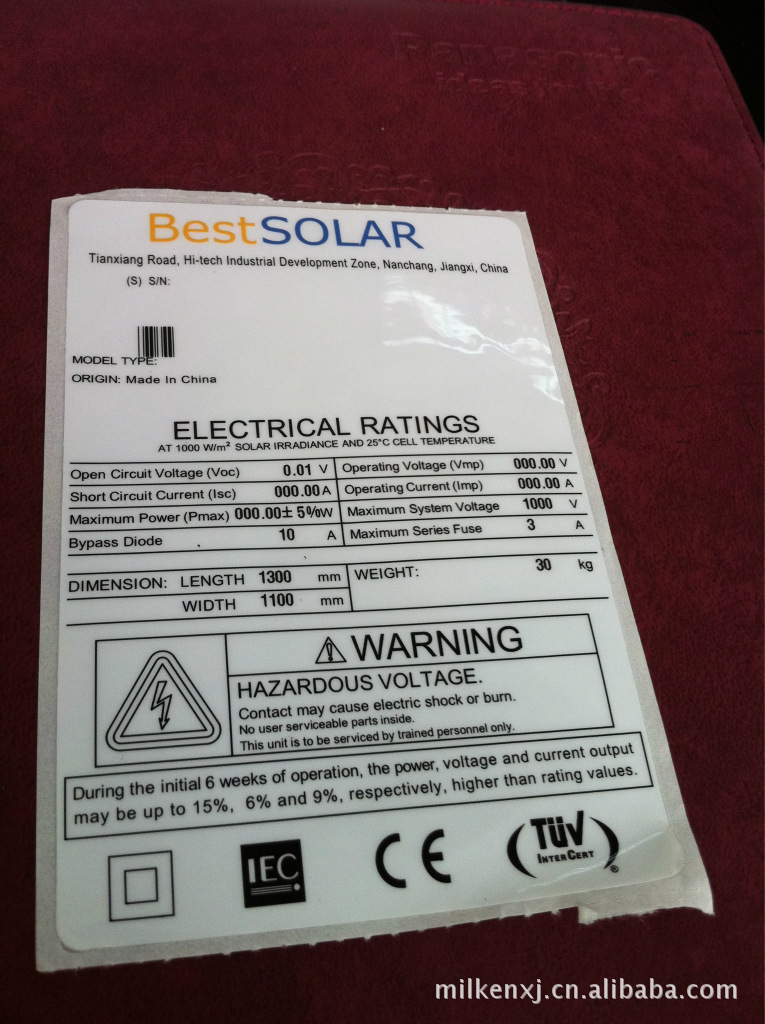 Panasonic
ideas for life
BestSOLAR
Tianxiang Road, Hi-tech Industrial Development Zone, Nanchang, Jiangxi, China
(S) S/N:
MODEL TYPE:
ORIGIN: Made In China
ELECTRICAL RATINGS
AT 1000 W/m² SOLAR IRRADIANCE AND 25°C CELL TEMPERATURE
Open Circuit Voltage (Voc) 0.01 V Operating Voltage (Vmp) 000.00 V
Short Circuit Current (Isc) 000.00 A Operating Current (Imp) 000.00 A
Maximum Power (Pmax) 000.00± 5%W Maximum System Voltage 1000 V
Bypass Diode 10 A Maximum Series Fuse 3 A
DIMENSION: LENGTH 1300 mm WEIGHT: 30 kg
WIDTH 1100 mm
WARNING
HAZARDOUS VOLTAGE.
Contact may cause electric shock or burn.
No user serviceable parts inside.
This unit is to be serviced by trained personnel only.
During the initial 6 weeks of operation, the power, voltage and current output
may be up to 15%, 6% and 9%, respectively, higher than rating values.
IEC CE TÜV
INTERCERT ®
milkenxj.cn.alibaba.com